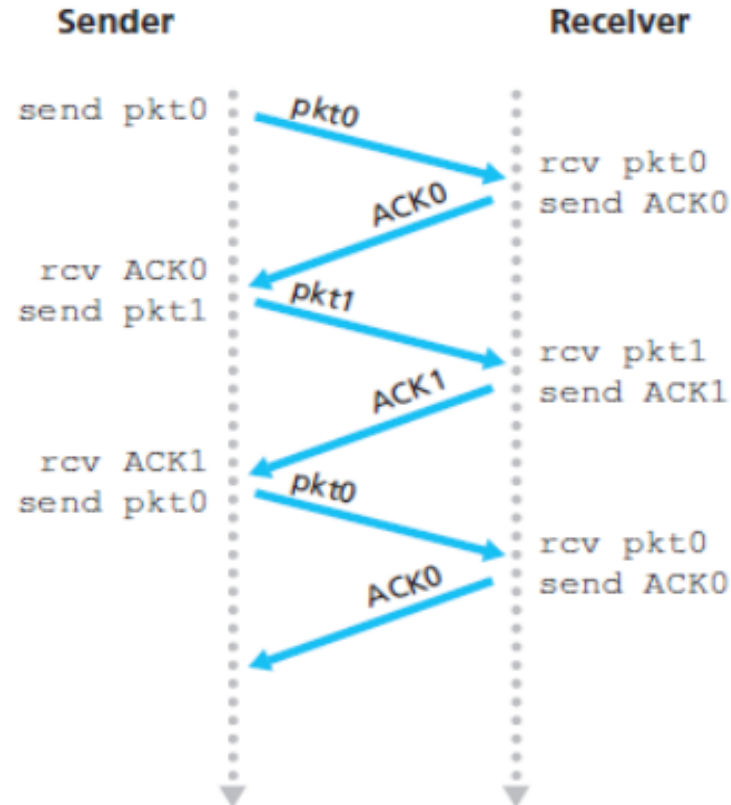 Sender
Receiver
send pkt0
pkt0
rcv pkt0
send ACK0
ACK0
rcv ACK0
send pkt1
pkt1
rcv pkt1
send ACK1
ACK1
rcv ACK1
send pkt0
pkt0
rcv pkt0
send ACK0
ACK0